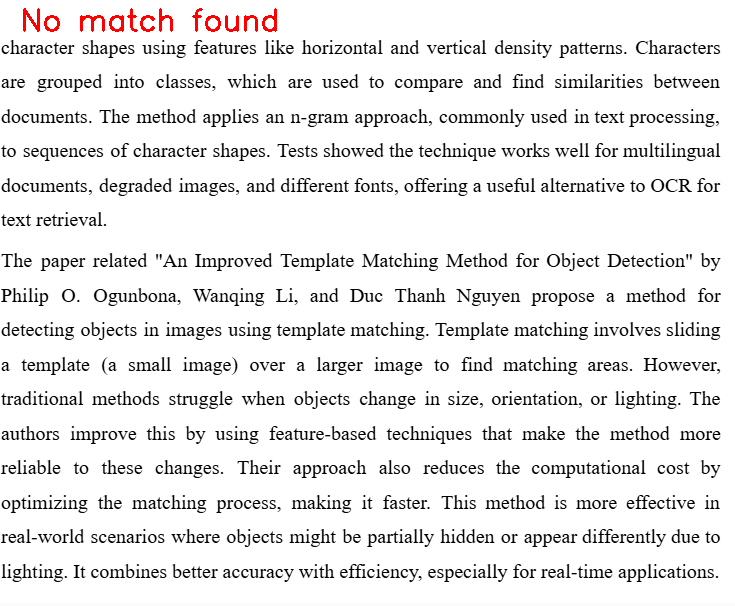 No match found
character shapes using features like horizontal and vertical density patterns. Characters
are grouped into classes, which are used to compare and find similarities between
documents. The method applies an n-gram approach, commonly used in text processing,
to sequences of character shapes. Tests showed the technique works well for multilingual
documents, degraded images, and different fonts, offering a useful alternative to OCR for
text retrieval.
The paper related "An Improved Template Matching Method for Object Detection" by
Philip O. Ogunbona, Wanqing Li, and Duc Thanh Nguyen propose a method for
detecting objects in images using template matching. Template matching involves sliding
a template (a small image) over a larger image to find matching areas. However,
traditional methods struggle when objects change in size, orientation, or lighting. The
authors improve this by using feature-based techniques that make the method more
reliable to these changes. Their approach also reduces the computational cost by
optimizing the matching process, making it faster. This method is more effective in
real-world scenarios where objects might be partially hidden or appear differently due to
lighting. It combines better accuracy with efficiency, especially for real-time applications.